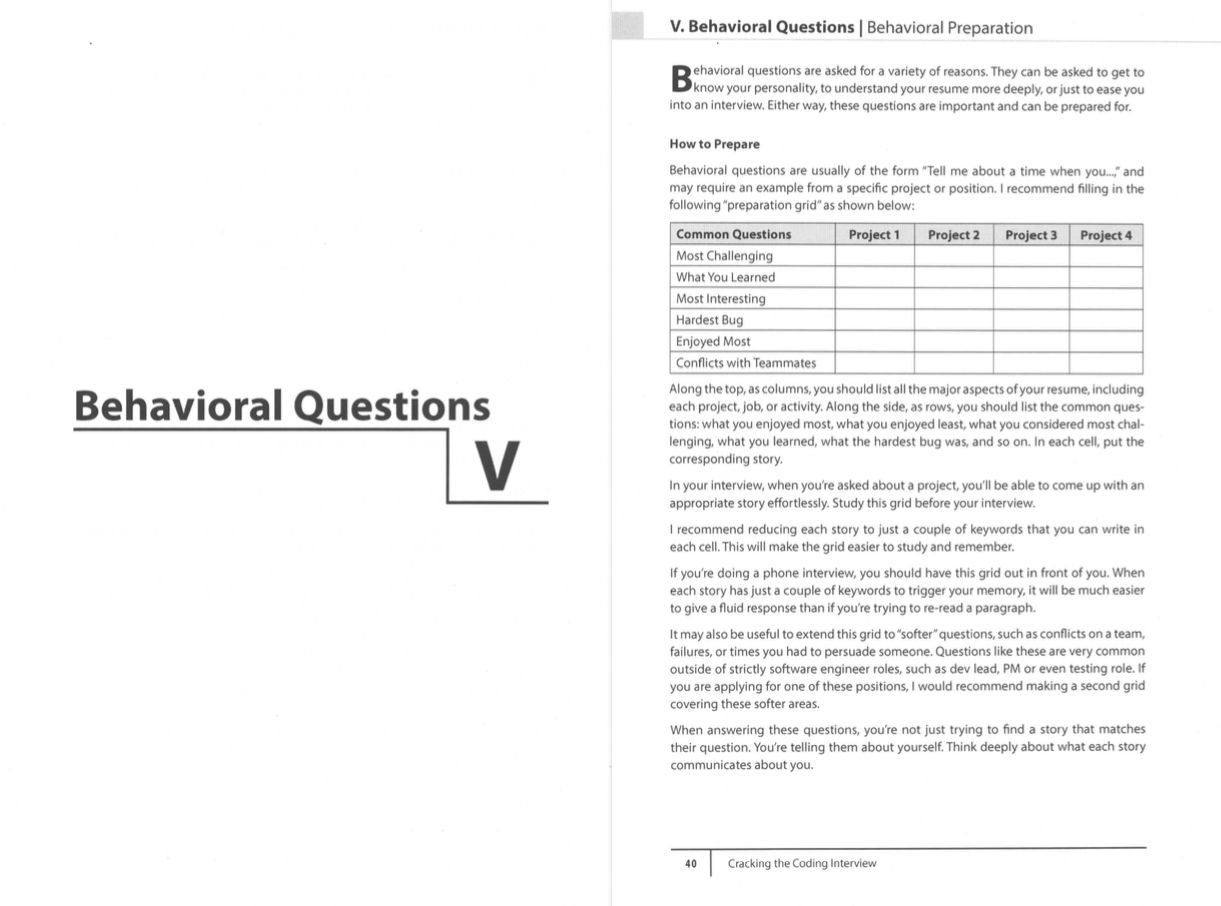 Behavioral Questions
V
V. Behavioral Questions | Behavioral Preparation
Behavioral questions are asked for a variety of reasons. They can be asked to get to
know your personality, to understand your resume more deeply, or just to ease you
into an interview. Either way, these questions are important and can be prepared for.
How to Prepare
Behavioral questions are usually of the form “Tell me about a time when you...,” and
may require an example from a specific project or position. I recommend filling in the
following “preparation grid” as shown below:
Common Questions Project 1 Project 2 Project 3 Project 4
Most Challenging
What You Learned
Most Interesting
Hardest Bug
Enjoyed Most
Conflicts with Teammates
Along the top, as columns, you should list all the major aspects of your resume, including
each project, job, or activity. Along the side, as rows, you should list the common ques-
tions: what you enjoyed most, what you enjoyed least, what you considered most chal-
lenging, what you learned, what the hardest bug was, and so on. In each cell, put the
corresponding story.
In your interview, when you’re asked about a project, you’ll be able to come up with an
appropriate story effortlessly. Study this grid before your interview.
I recommend reducing each story to just a couple of keywords that you can write in
each cell. This will make the grid easier to study and remember.
If you’re doing a phone interview, you should have this grid out in front of you. When
each story has just a couple of keywords to trigger your memory, it will be much easier
to give a fluid response than if you’re trying to re-read a paragraph.
It may also be useful to extend this grid to “softer” questions, such as conflicts on a team,
failures, or times you had to persuade someone. Questions like these are very common
outside of strictly software engineer roles, such as dev lead, PM or even testing role. If
you are applying for one of these positions, I would recommend making a second grid
covering these softer areas.
When answering these questions, you’re not just trying to find a story that matches
their question. You’re telling them about yourself. Think deeply about what each story
communicates about you.
40 Cracking the Coding Interview